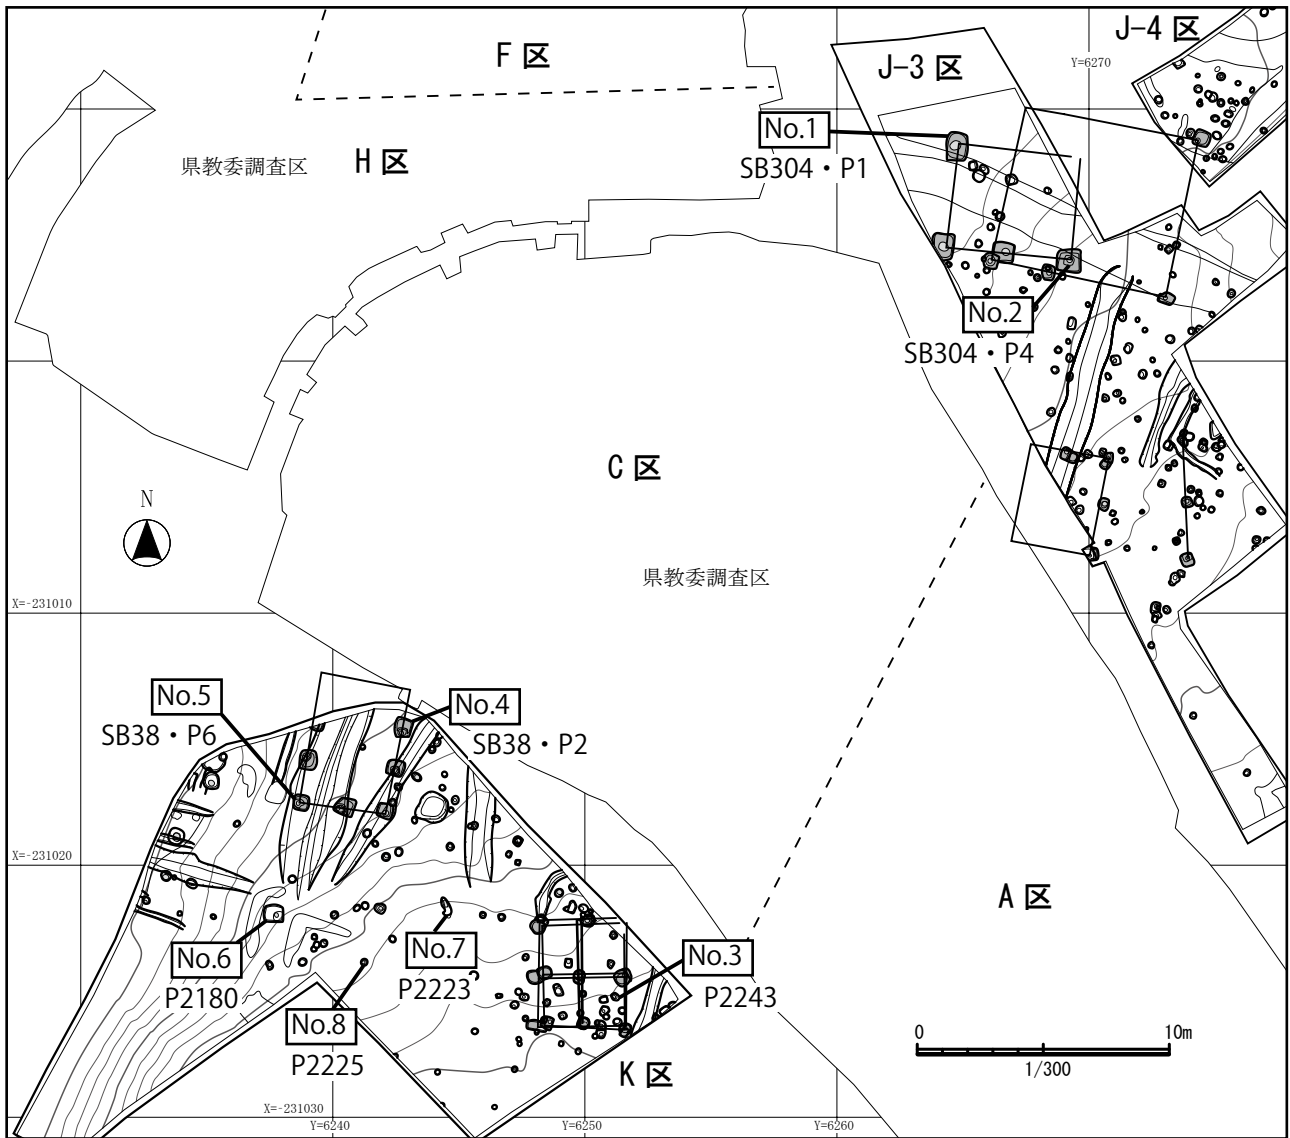 F 区
J-3 区
J-4 区
Y=6270
No.1
SB304・P1
県教委調査区
H 区
No.2
SB304・P4
C 区
N
県教委調査区
X=-231010
No.5
SB38・P6
No.4
SB38・P2
X=-231020
A 区
No.6
P2180
No.7
P2223
No.3
P2243
No.8
P2225
K 区
0 10m
1/300
X=-231030
Y=6240
Y=6250
Y=6260